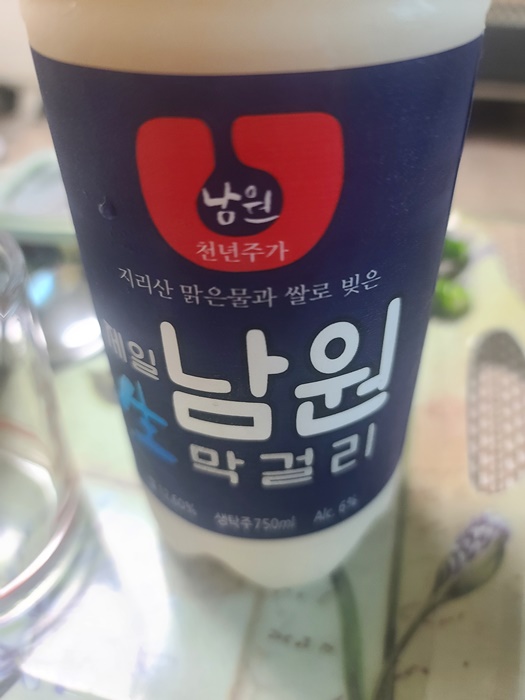 남원
천년주가
지리산 맑은물과 쌀로 빚은
제일
쌀
남원
막걸리
생탁주750ml Alc. 6%